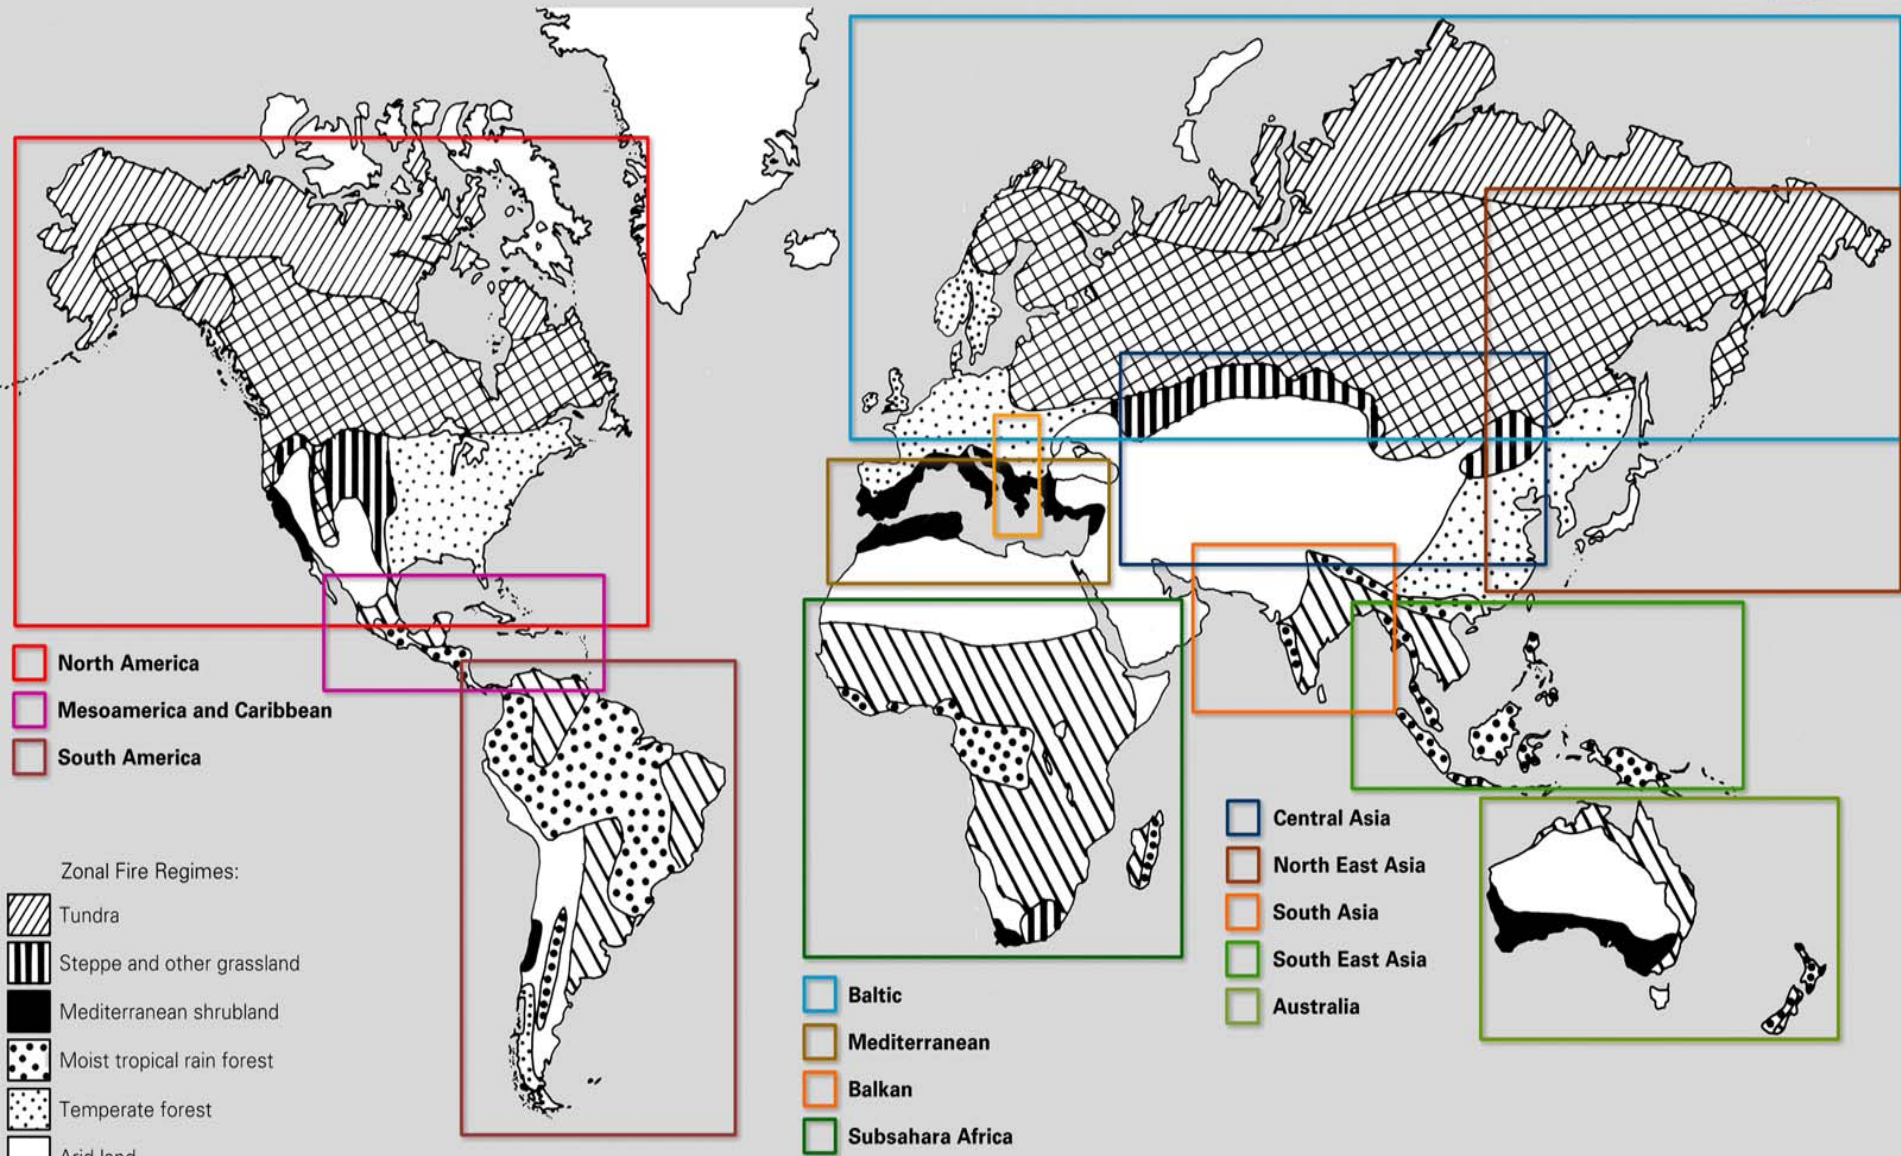 North America
Mesoamerica and Caribbean
South America
Zonal Fire Regimes:
Tundra
Steppe and other grassland
Mediterranean shrubland
Moist tropical rain forest
Temperate forest
Arid land
Baltic
Mediterranean
Balkan
Subsahara Africa
Central Asia
North East Asia
South Asia
South East Asia
Australia